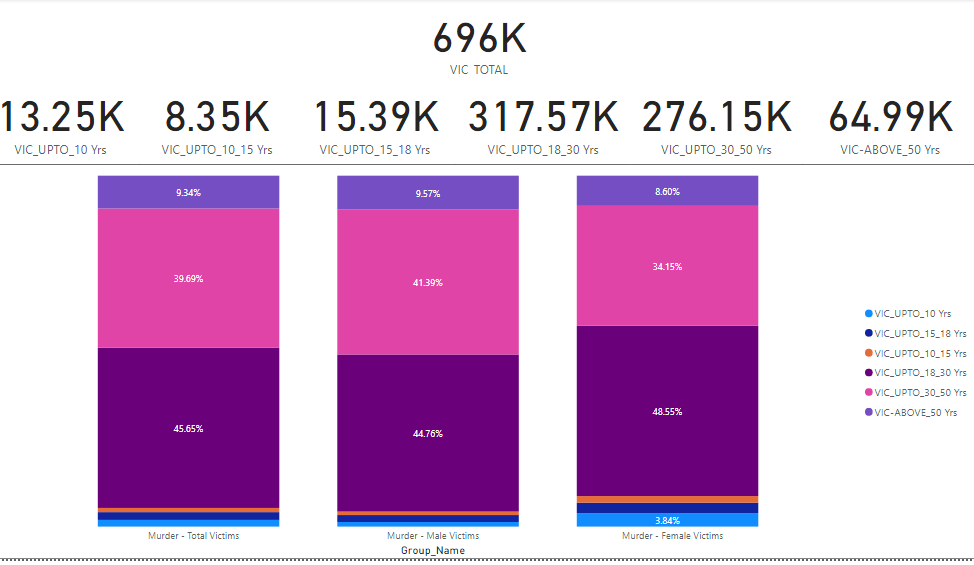 696K
VIC TOTAL
13.25K 8.35K 15.39K 317.57K 276.15K 64.99K
VIC_UPTO_10 Yrs VIC_UPTO_10_15 Yrs VIC_UPTO_15_18 Yrs VIC_UPTO_18_30 Yrs VIC_UPTO_30_50 Yrs VIC-ABOVE_50 Yrs
9.34% 9.57% 8.60%
39.69% 41.39% 34.15%
45.65% 44.76% 48.55%
3.84%
Murder - Total Victims Murder - Male Victims Murder - Female Victims
Group_Name
VIC_UPTO_10 Yrs
VIC_UPTO_15_18 Yrs
VIC_UPTO_10_15 Yrs
VIC_UPTO_18_30 Yrs
VIC_UPTO_30_50 Yrs
VIC-ABOVE_50 Yrs